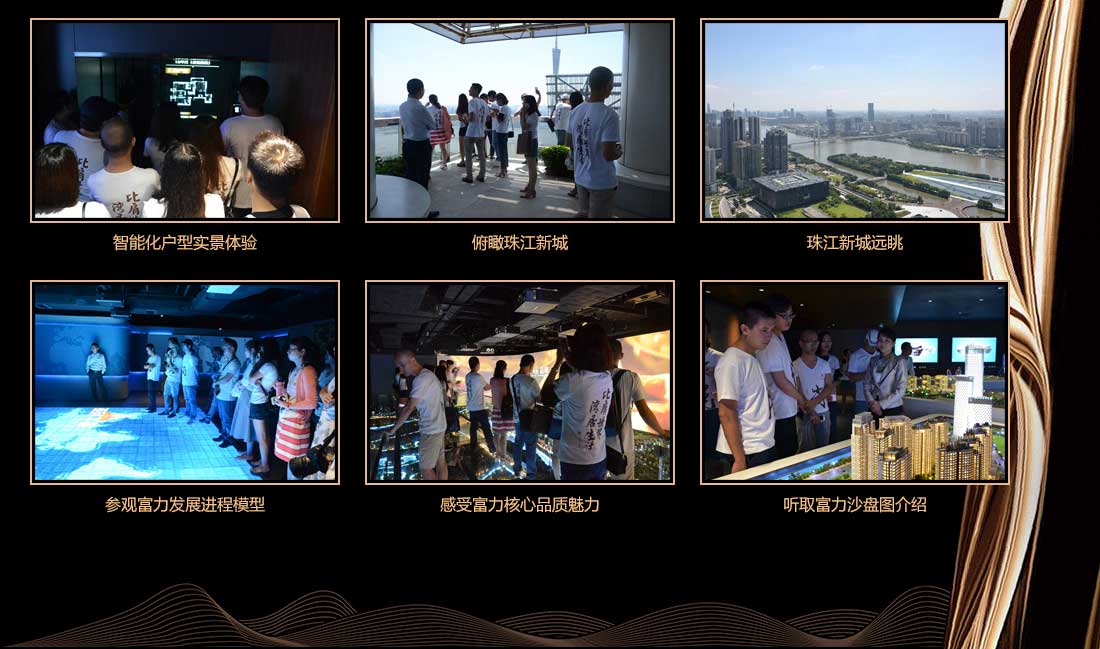 智能化户型实景体验
俯瞰珠江新城
珠江新城远眺
参观富力发展进程模型
感受富力核心品质魅力
听取富力沙盘图介绍